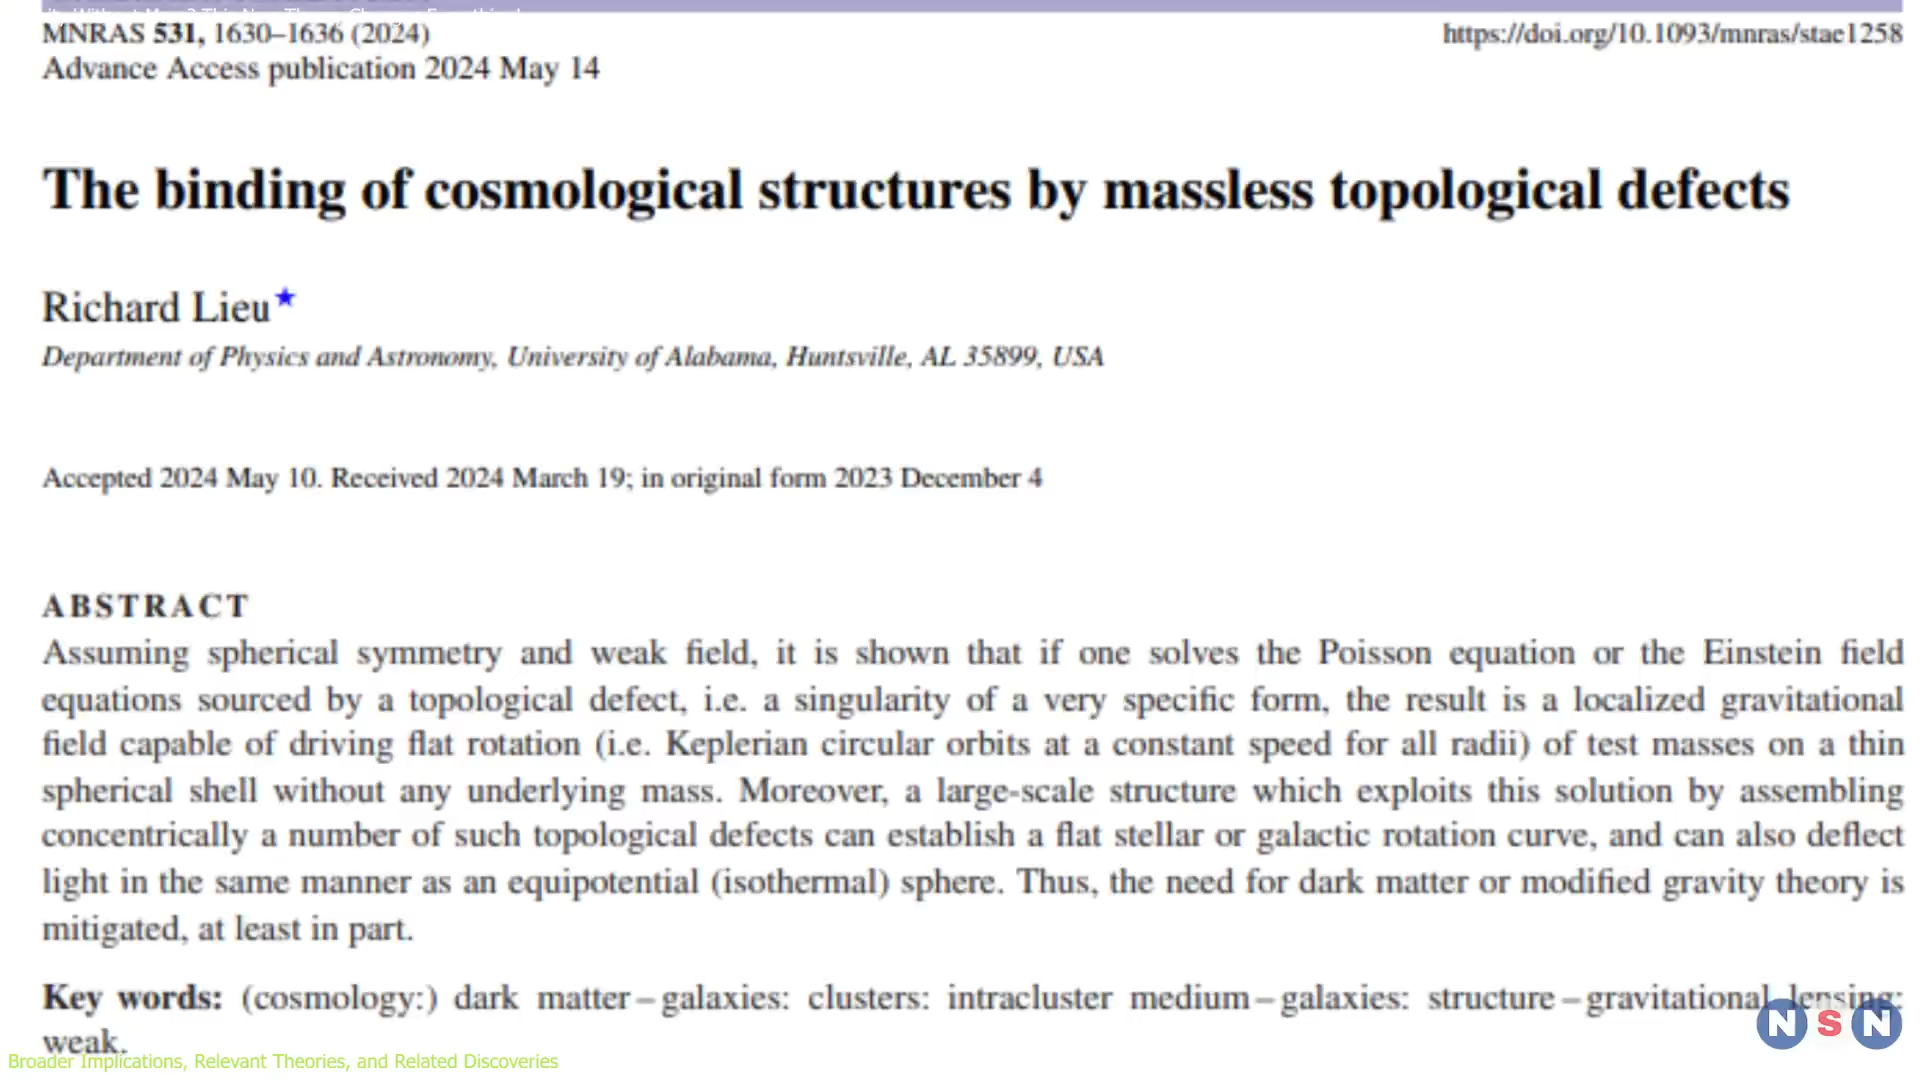 MNRAS 531, 1630–1636 (2024)
https://doi.org/10.1093/mnras/stae1258
Advance Access publication 2024 May 14
The binding of cosmological structures by massless topological defects
Richard Lieu★
Department of Physics and Astronomy, University of Alabama, Huntsville, AL 35899, USA
Accepted 2024 May 10. Received 2024 March 19; in original form 2023 December 4
ABSTRACT
Assuming spherical symmetry and weak field, it is shown that if one solves the Poisson equation or the Einstein field
equations sourced by a topological defect, i.e. a singularity of a very specific form, the result is a localized gravitational
field capable of driving flat rotation (i.e. Keplerian circular orbits at a constant speed for all radii) of test masses on a thin
spherical shell without any underlying mass. Moreover, a large-scale structure which exploits this solution by assembling
concentrically a number of such topological defects can establish a flat stellar or galactic rotation curve, and can also deflect
light in the same manner as an equipotential (isothermal) sphere. Thus, the need for dark matter or modified gravity theory is
mitigated, at least in part.
Key words: (cosmology:) dark matter – galaxies: clusters: intracluster medium – galaxies: structure – gravitational lensing:
weak.
NSN
Broader Implications, Relevant Theories, and Related Discoveries